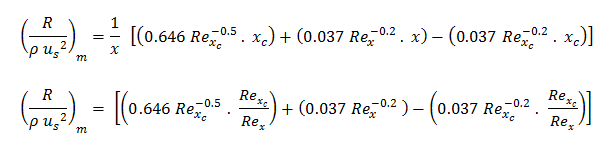 (R / ρ u_s²)_m = 1/x [(0.646 Re_{x_c}^{-0.5} . x_c) + (0.037 Re_x^{-0.2} . x) − (0.037 Re_{x_c}^{-0.2} . x_c)]
(R / ρ u_s²)_m = [(0.646 Re_{x_c}^{-0.5} . Re_{x_c} / Re_x) + (0.037 Re_x^{-0.2}) − (0.037 Re_{x_c}^{-0.2} . Re_{x_c} / Re_x)]